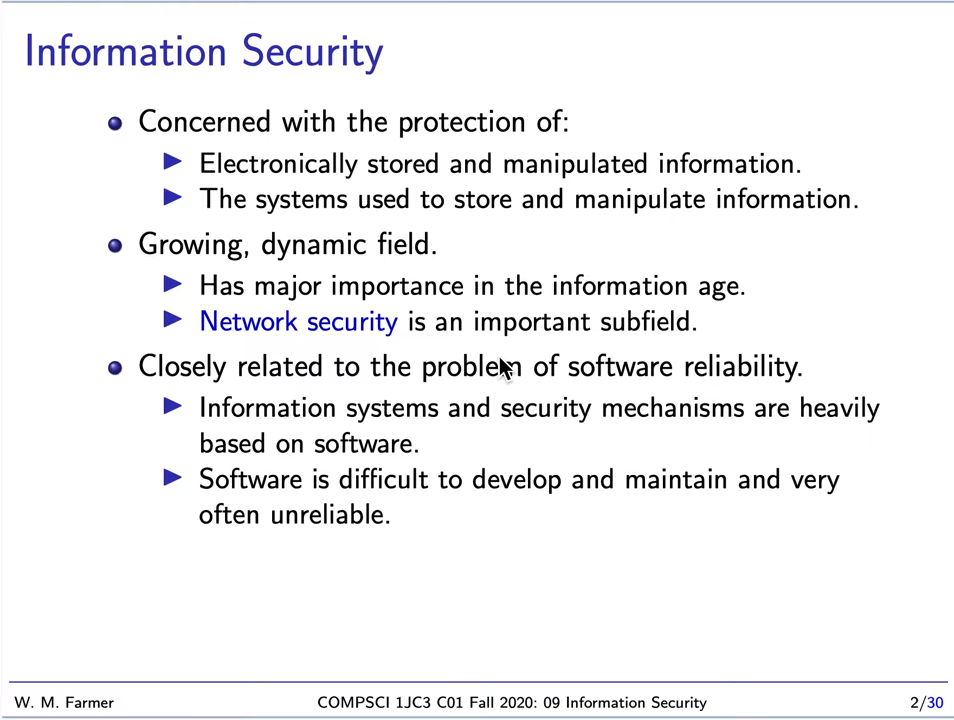 Information Security
Concerned with the protection of:
Electronically stored and manipulated information.
The systems used to store and manipulate information.
Growing, dynamic field.
Has major importance in the information age.
Network security is an important subfield.
Closely related to the problem of software reliability.
Information systems and security mechanisms are heavily
based on software.
Software is difficult to develop and maintain and very
often unreliable.
W. M. Farmer COMPSCI 1JC3 C01 Fall 2020: 09 Information Security 2/30